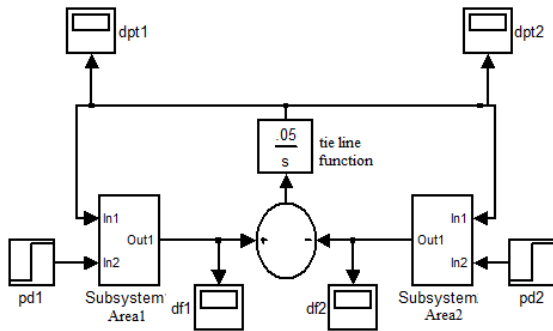 dpt1
dpt2
.05
s
tie line
function
In1
Out1
In2
+
-
In1
Out1
In2
pd1
Subsystem
Area1
df1
df2
Subsystem
Area2
pd2